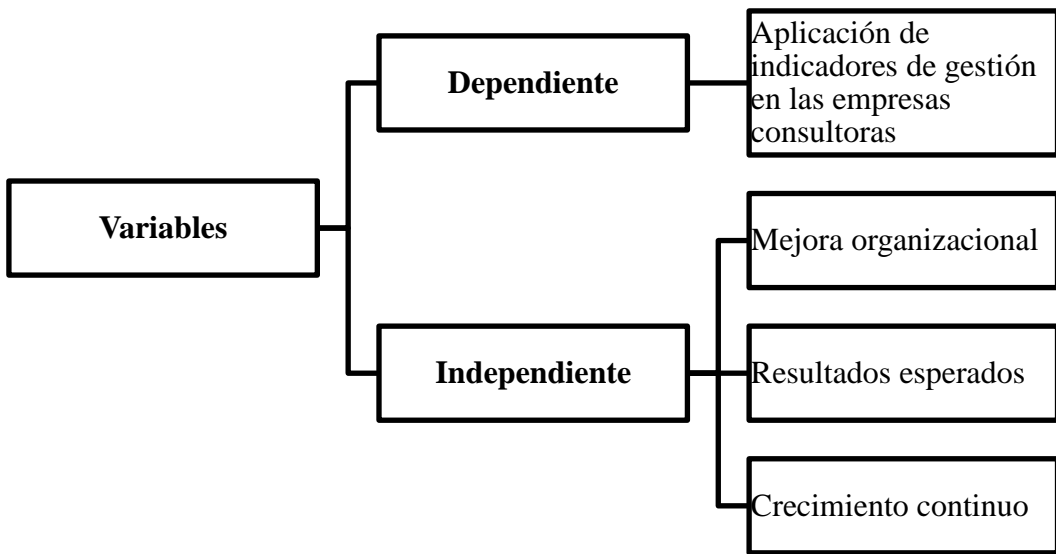 Variables
Dependiente
Aplicación de
indicadores de gestión
en las empresas
consultoras
Independiente
Mejora organizacional
Resultados esperados
Crecimiento continuo